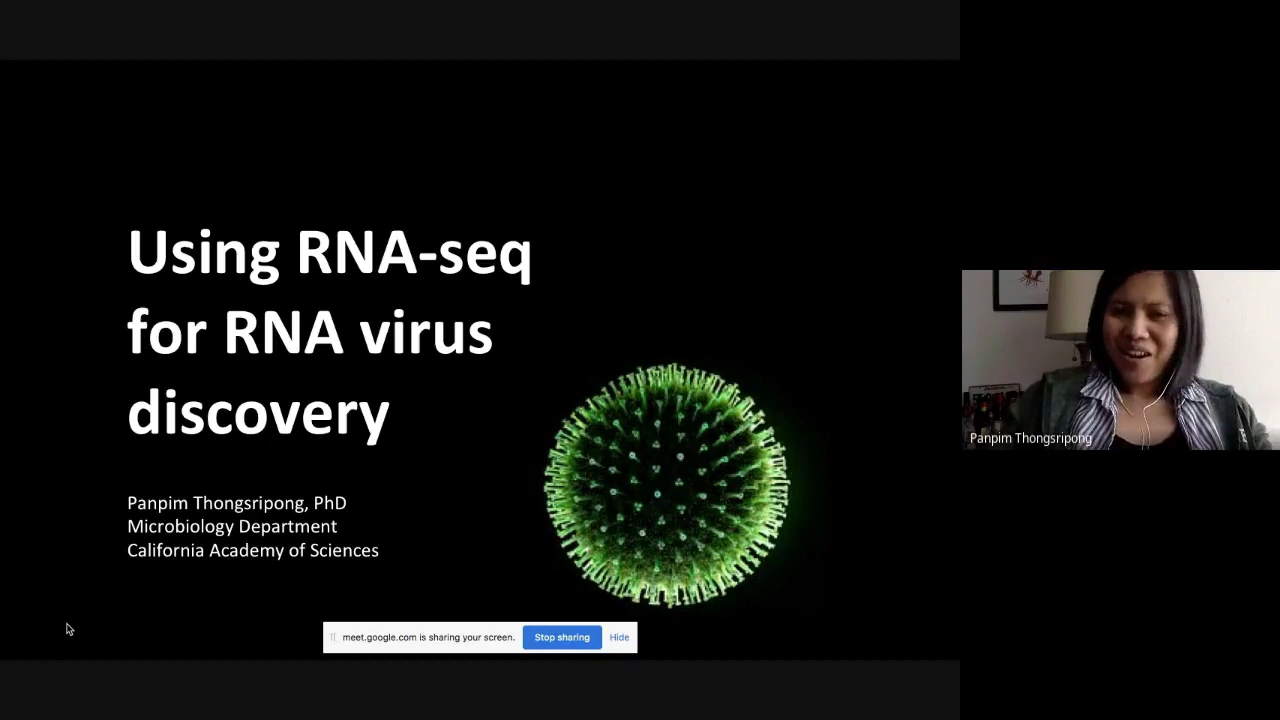 Using RNA-seq
for RNA virus
discovery
Panpim Thongsripong, PhD
Microbiology Department
California Academy of Sciences
meet.google.com is sharing your screen.
Stop sharing
Hide
Panpim Thongsripong